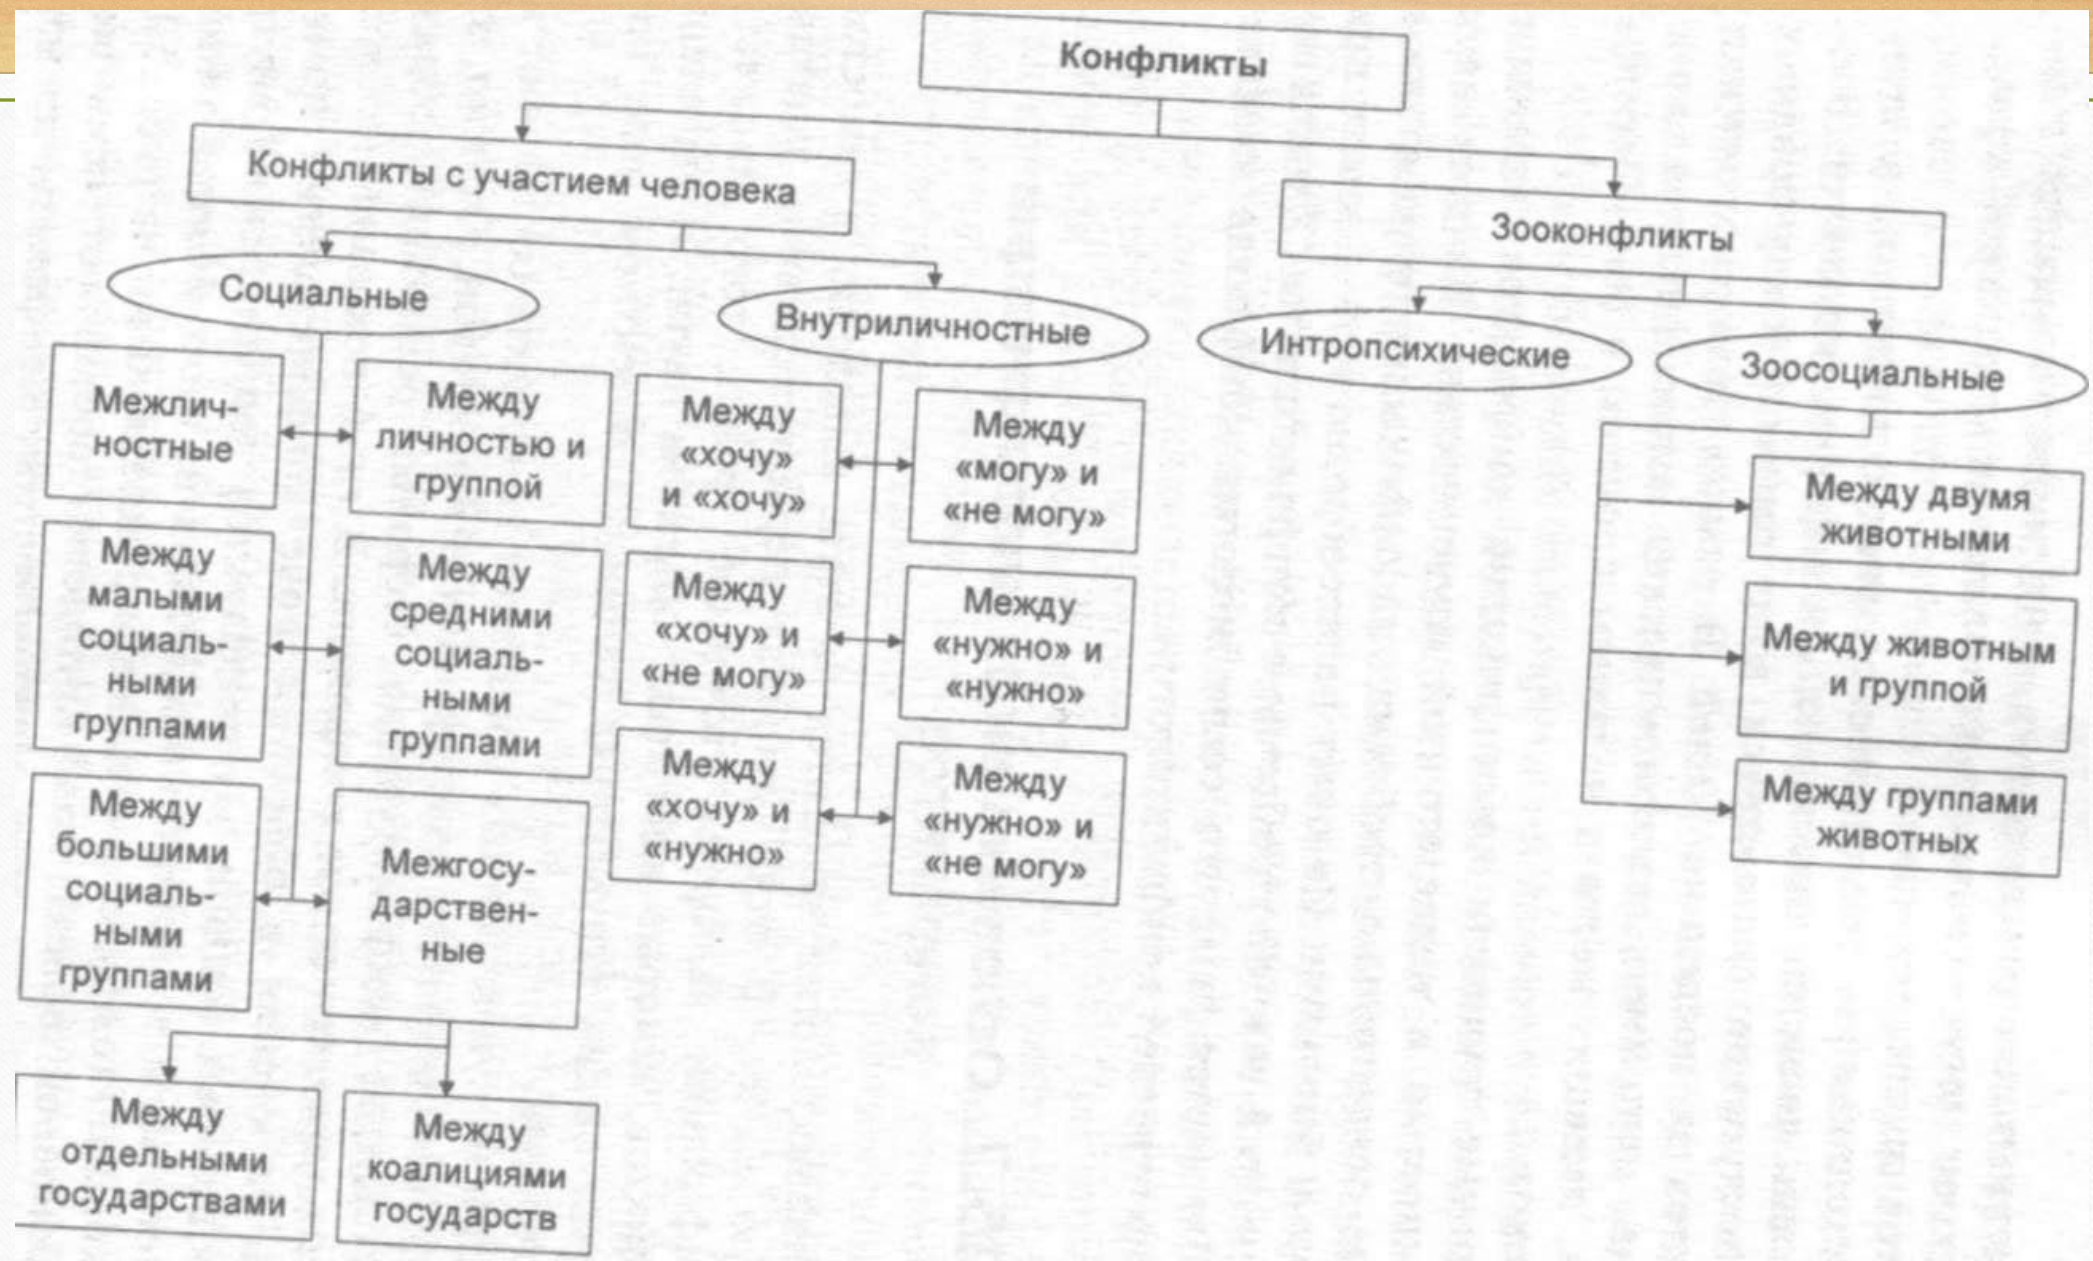 Конфликты
Конфликты с участием человека
Зооконфликты
Социальные
Внутриличностные
Интропсихические
Зоосоциальные
Межлич-
ностные
Между
личностью и
группой
Между
малыми
социаль-
ными
группами
Между
средними
социаль-
ными
группами
Между
большими
социаль-
ными
группами
Межгосу-
дарствен-
ные
Между
отдельными
государствами
Между
коалициями
государств
Между
«хочу»
и «хочу»
Между
«могу» и
«не могу»
Между
«хочу» и
«не могу»
Между
«нужно» и
«нужно»
Между
«хочу» и
«нужно»
Между
«нужно» и
«не могу»
Между двумя
животными
Между животным
и группой
Между группами
животных